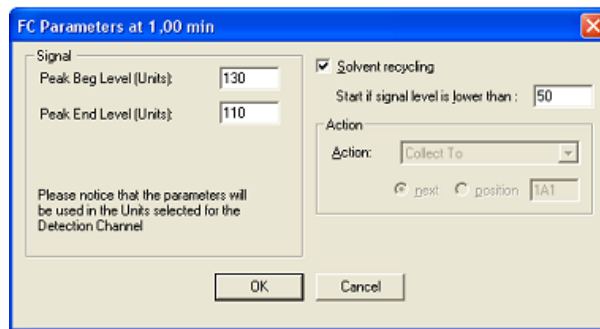 FC Parameters at 1,00 min
Signal
Peak Beg Level (Units): 130
Peak End Level (Units): 110
Please notice that the parameters will
be used in the Units selected for the
Detection Channel
Solvent recycling
Start if signal level is lower than : 50
Action
Action: Collect To
next position 1A1
OK Cancel